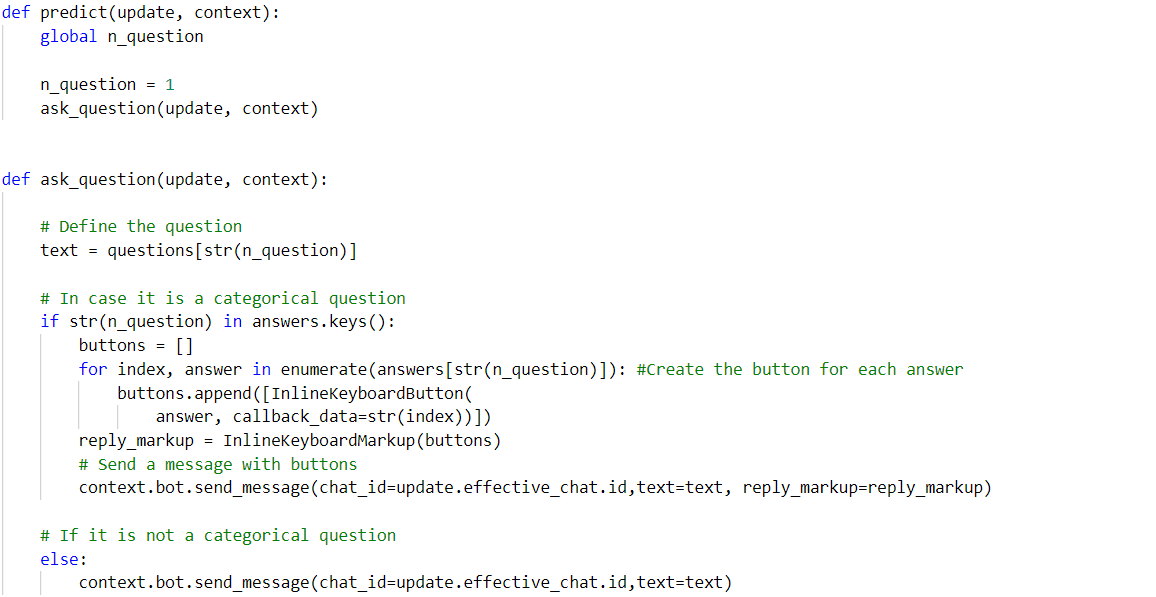 def predict(update, context):
    global n_question

    n_question = 1
    ask_question(update, context)


def ask_question(update, context):

    # Define the question
    text = questions[str(n_question)]

    # In case it is a categorical question
    if str(n_question) in answers.keys():
        buttons = []
        for index, answer in enumerate(answers[str(n_question)]): #Create the button for each answer
            buttons.append([InlineKeyboardButton(
                answer, callback_data=str(index))])
        reply_markup = InlineKeyboardMarkup(buttons)
        # Send a message with buttons
        context.bot.send_message(chat_id=update.effective_chat.id,text=text, reply_markup=reply_markup)

    # If it is not a categorical question
    else:
        context.bot.send_message(chat_id=update.effective_chat.id,text=text)